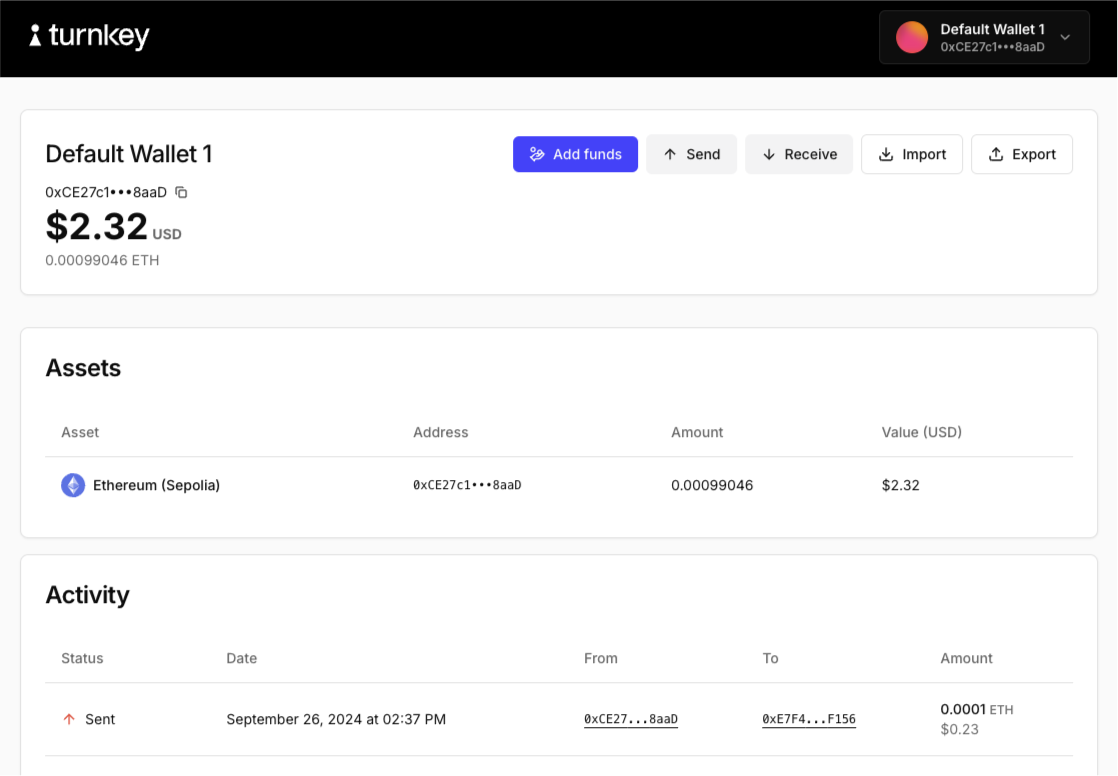 turnkey
Default Wallet 1
0xCE27c1•••8aaD
Default Wallet 1
Add funds
Send
Receive
Import
Export
0xCE27c1•••8aaD
$2.32 USD
0.00099046 ETH
Assets
Asset Address Amount Value (USD)
Ethereum (Sepolia) 0xCE27c1•••8aaD 0.00099046 $2.32
Activity
Status Date From To Amount
Sent September 26, 2024 at 02:37 PM 0xCE27...8aaD 0xE7F4...F156 0.0001 ETH
$0.23